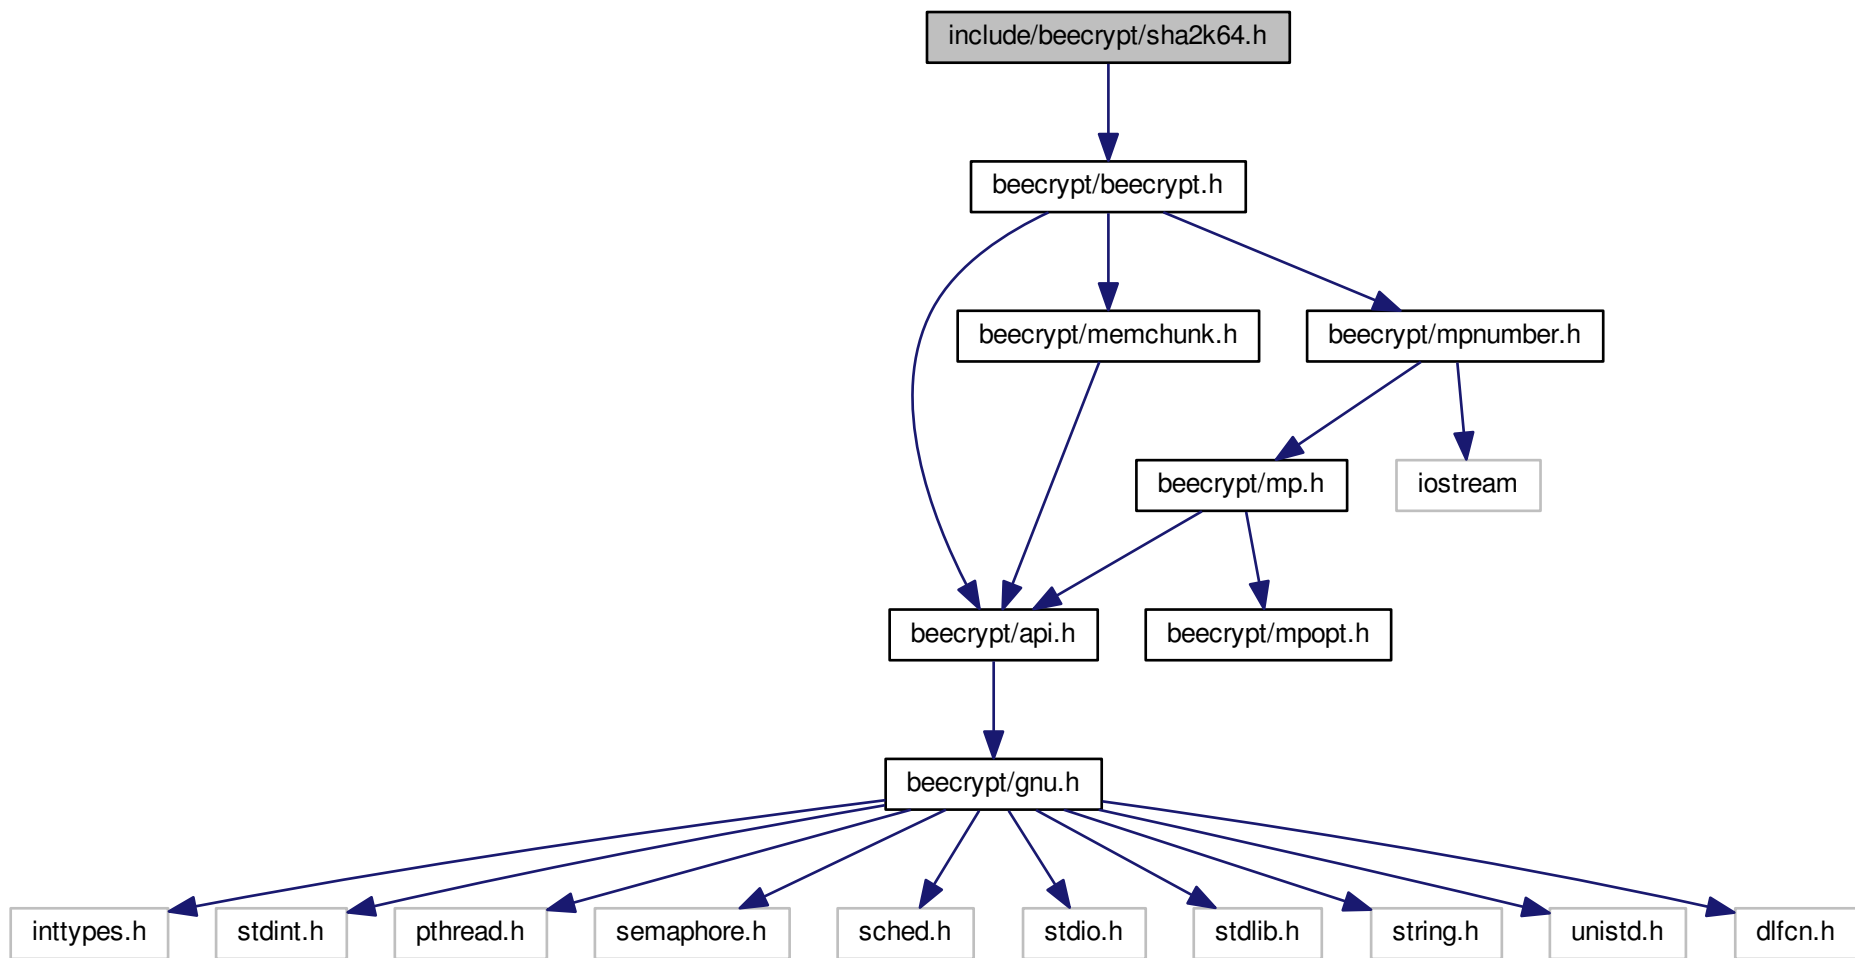 include/beecrypt/sha2k64.h
beecrypt/beecrypt.h
beecrypt/memchunk.h
beecrypt/mpnumber.h
beecrypt/mp.h
iostream
beecrypt/api.h
beecrypt/mpopt.h
beecrypt/gnu.h
inttypes.h
stdint.h
pthread.h
semaphore.h
sched.h
stdio.h
stdlib.h
string.h
unistd.h
dlfcn.h